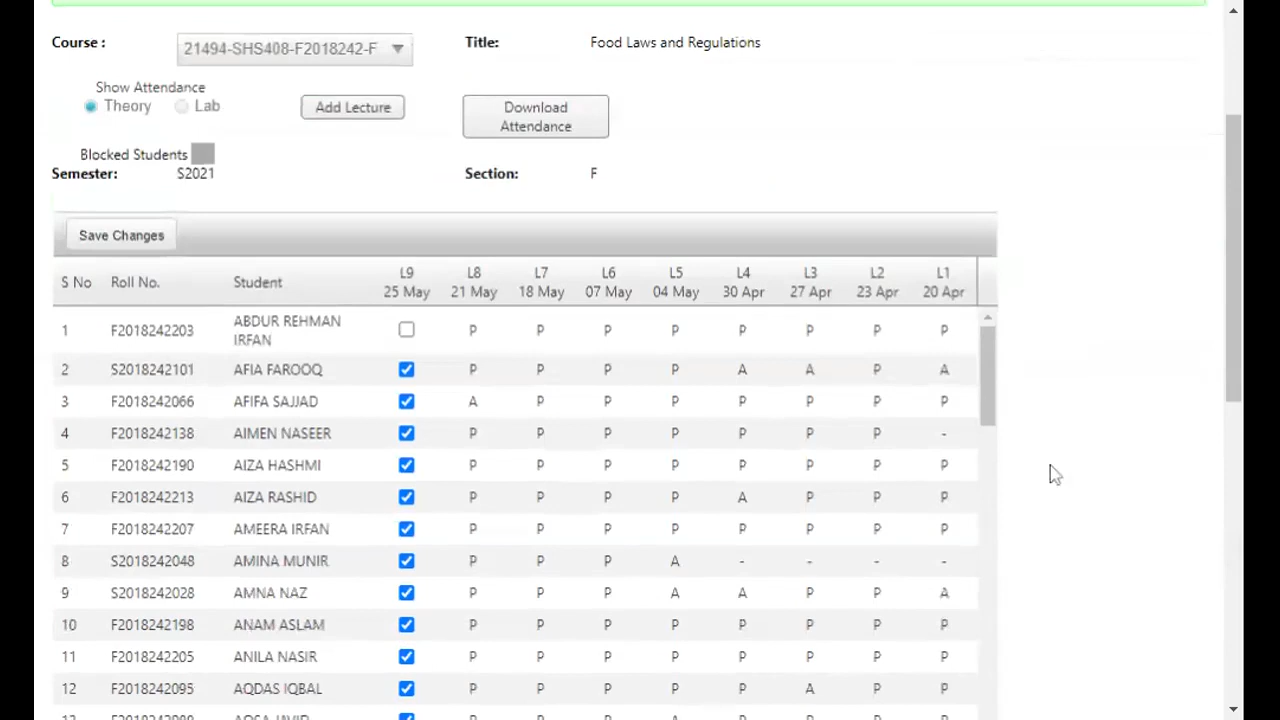 Course :
21494-SHS408-F2018242-F
Title:
Food Laws and Regulations
Show Attendance
Theory
Lab
Add Lecture
Download
Attendance
Blocked Students
Semester:
S2021
Section:
F
Save Changes
S No Roll No. Student L9 L8 L7 L6 L5 L4 L3 L2 L1
25 May 21 May 18 May 07 May 04 May 30 Apr 27 Apr 23 Apr 20 Apr
1 F2018242203 ABDUR REHMAN P P P P P P P P
IRFAN
2 S2018242101 AFIA FAROOQ P P P P A A P A
3 F2018242066 AFIFA SAJJAD A P P P P P P P
4 F2018242138 AIMEN NASEER P P P P P P P -
5 F2018242190 AIZA HASHMI P P P P P P P P
6 F2018242213 AIZA RASHID P P P P A P P P
7 F2018242207 AMEERA IRFAN P P P P P P P P
8 S2018242048 AMINA MUNIR P P P A - - - -
9 S2018242028 AMNA NAZ P P P A A P P A
10 F2018242198 ANAM ASLAM P P P P P P P P
11 F2018242205 ANILA NASIR P P P P P P P P
12 F2018242095 AQDAS IQBAL P P P P P A P P